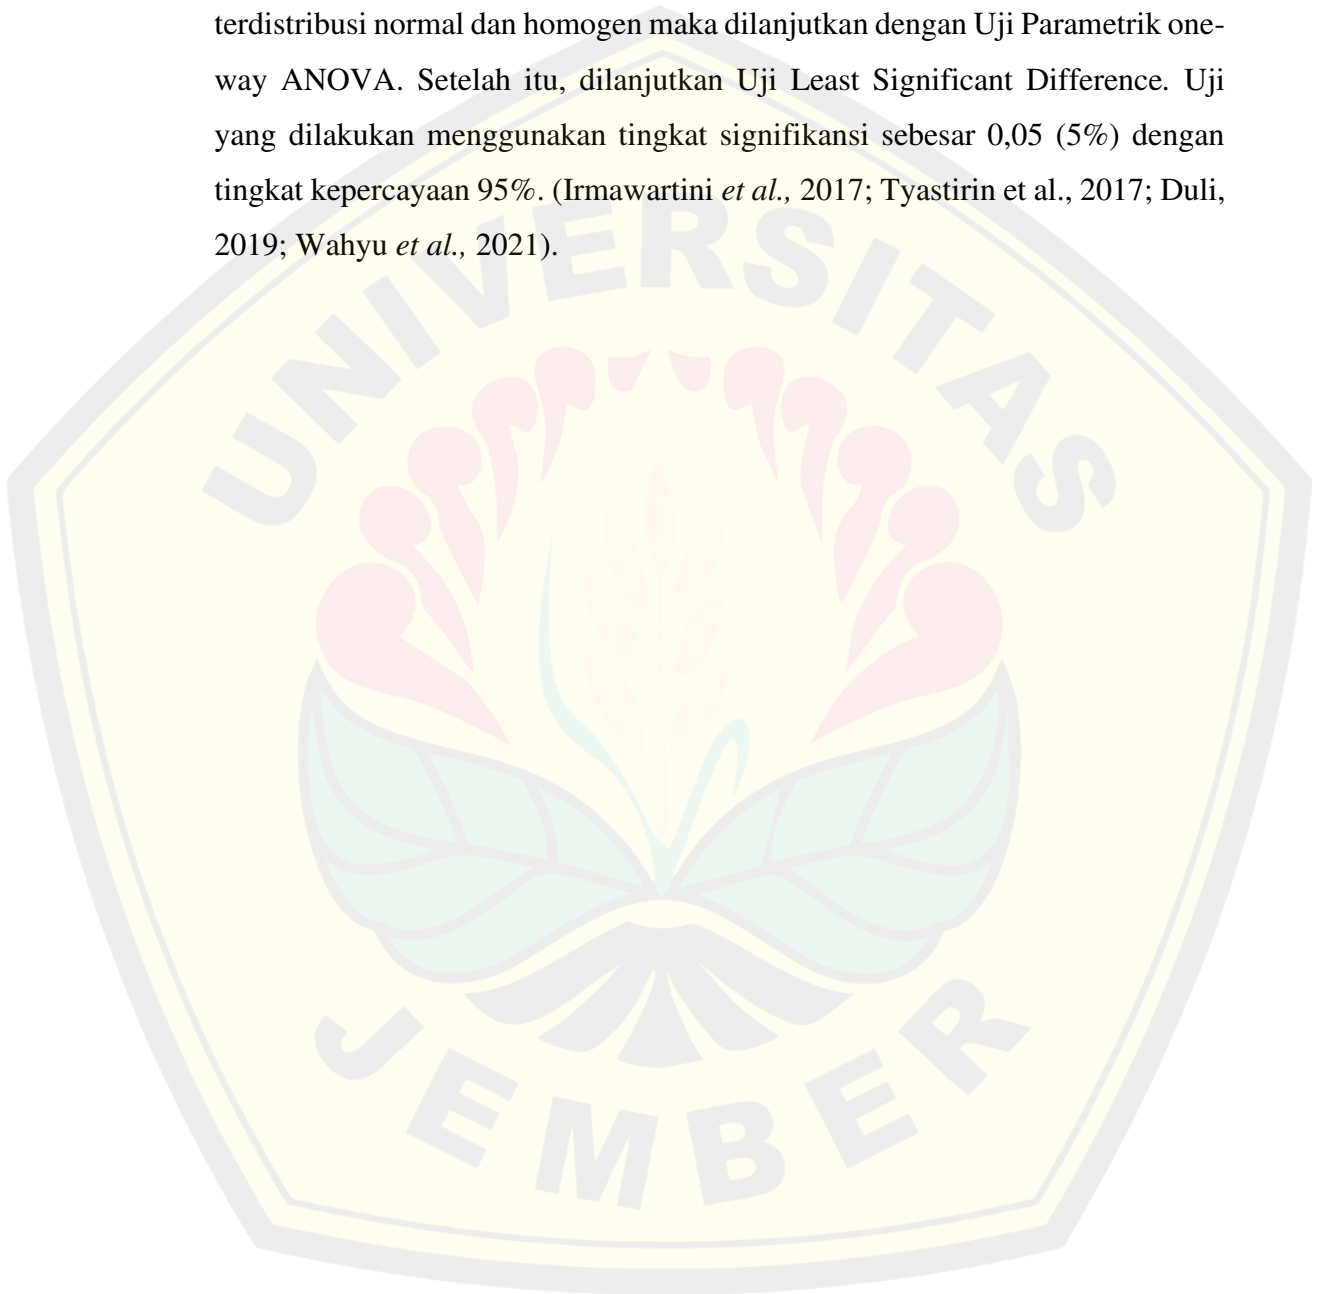 terdistribusi normal dan homogen maka dilanjutkan dengan Uji Parametrik one-
way ANOVA. Setelah itu, dilanjutkan Uji Least Significant Difference. Uji
yang dilakukan menggunakan tingkat signifikansi sebesar 0,05 (5%) dengan
tingkat kepercayaan 95%. (Irmawartini et al., 2017; Tyastirin et al., 2017; Duli,
2019; Wahyu et al., 2021).
UNIVERSITAS
JEMBER